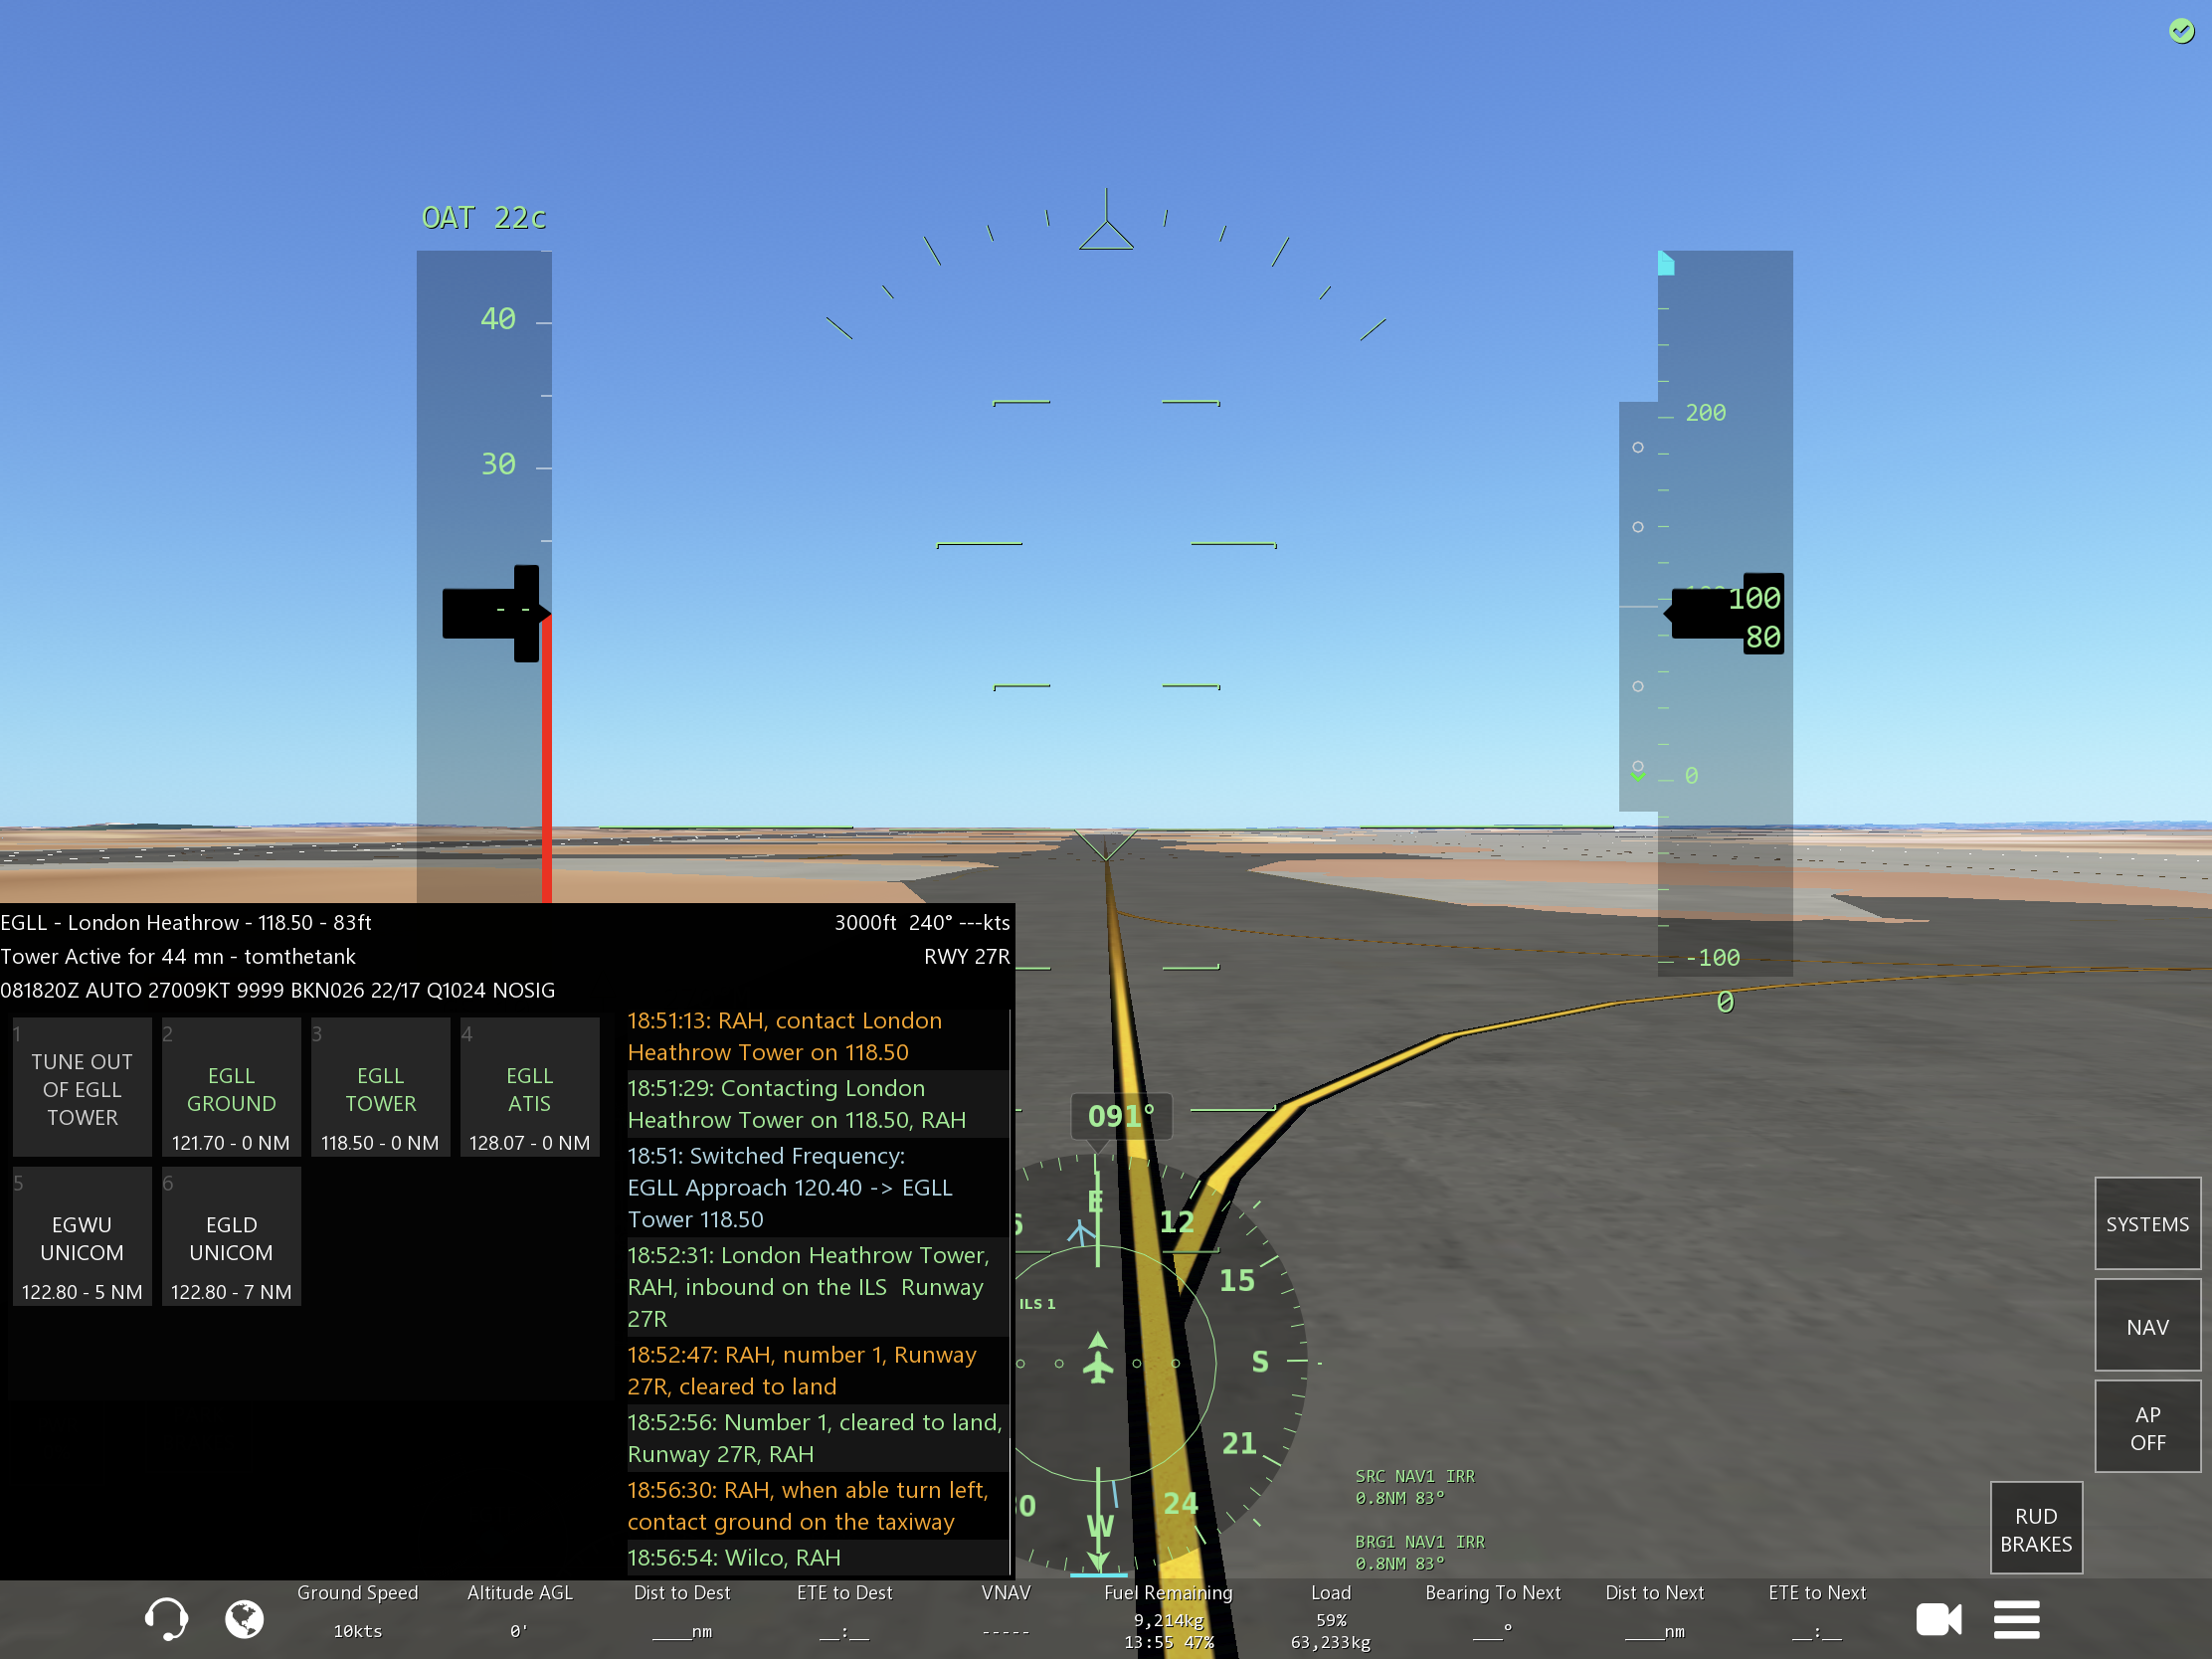 OAT 22c
40
30
--
200
100
100
80
0
-100
0
EGLL - London Heathrow - 118.50 - 83ft
3000ft 240° ---kts
Tower Active for 44 mn - tomthetank
RWY 27R
081820Z AUTO 27009KT 9999 BKN026 22/17 Q1024 NOSIG
1
TUNE OUT
OF EGLL
TOWER
2
EGLL
GROUND
121.70 - 0 NM
3
EGLL
TOWER
118.50 - 0 NM
4
EGLL
ATIS
128.07 - 0 NM
5
EGWU
UNICOM
122.80 - 5 NM
6
EGLD
UNICOM
122.80 - 7 NM
18:51:13: RAH, contact London
Heathrow Tower on 118.50
18:51:29: Contacting London
Heathrow Tower on 118.50, RAH
18:51: Switched Frequency:
EGLL Approach 120.40 -> EGLL
Tower 118.50
18:52:31: London Heathrow Tower,
RAH, inbound on the ILS Runway
27R
18:52:47: RAH, number 1, Runway
27R, cleared to land
18:52:56: Number 1, cleared to land,
Runway 27R, RAH
18:56:30: RAH, when able turn left,
contact ground on the taxiway
18:56:54: Wilco, RAH
091°
E
12
15
S
21
24
W
ILS 1
SRC NAV1 IRR
0.8NM 83°
BRG1 NAV1 IRR
0.8NM 83°
SYSTEMS
NAV
AP
OFF
RUD
BRAKES
Ground Speed
10kts
Altitude AGL
0'
Dist to Dest
____nm
ETE to Dest
__:__
VNAV
-----
Fuel Remaining
9,214kg
13:55 47%
Load
59%
63,233kg
Bearing To Next
___°
Dist to Next
____nm
ETE to Next
__:__